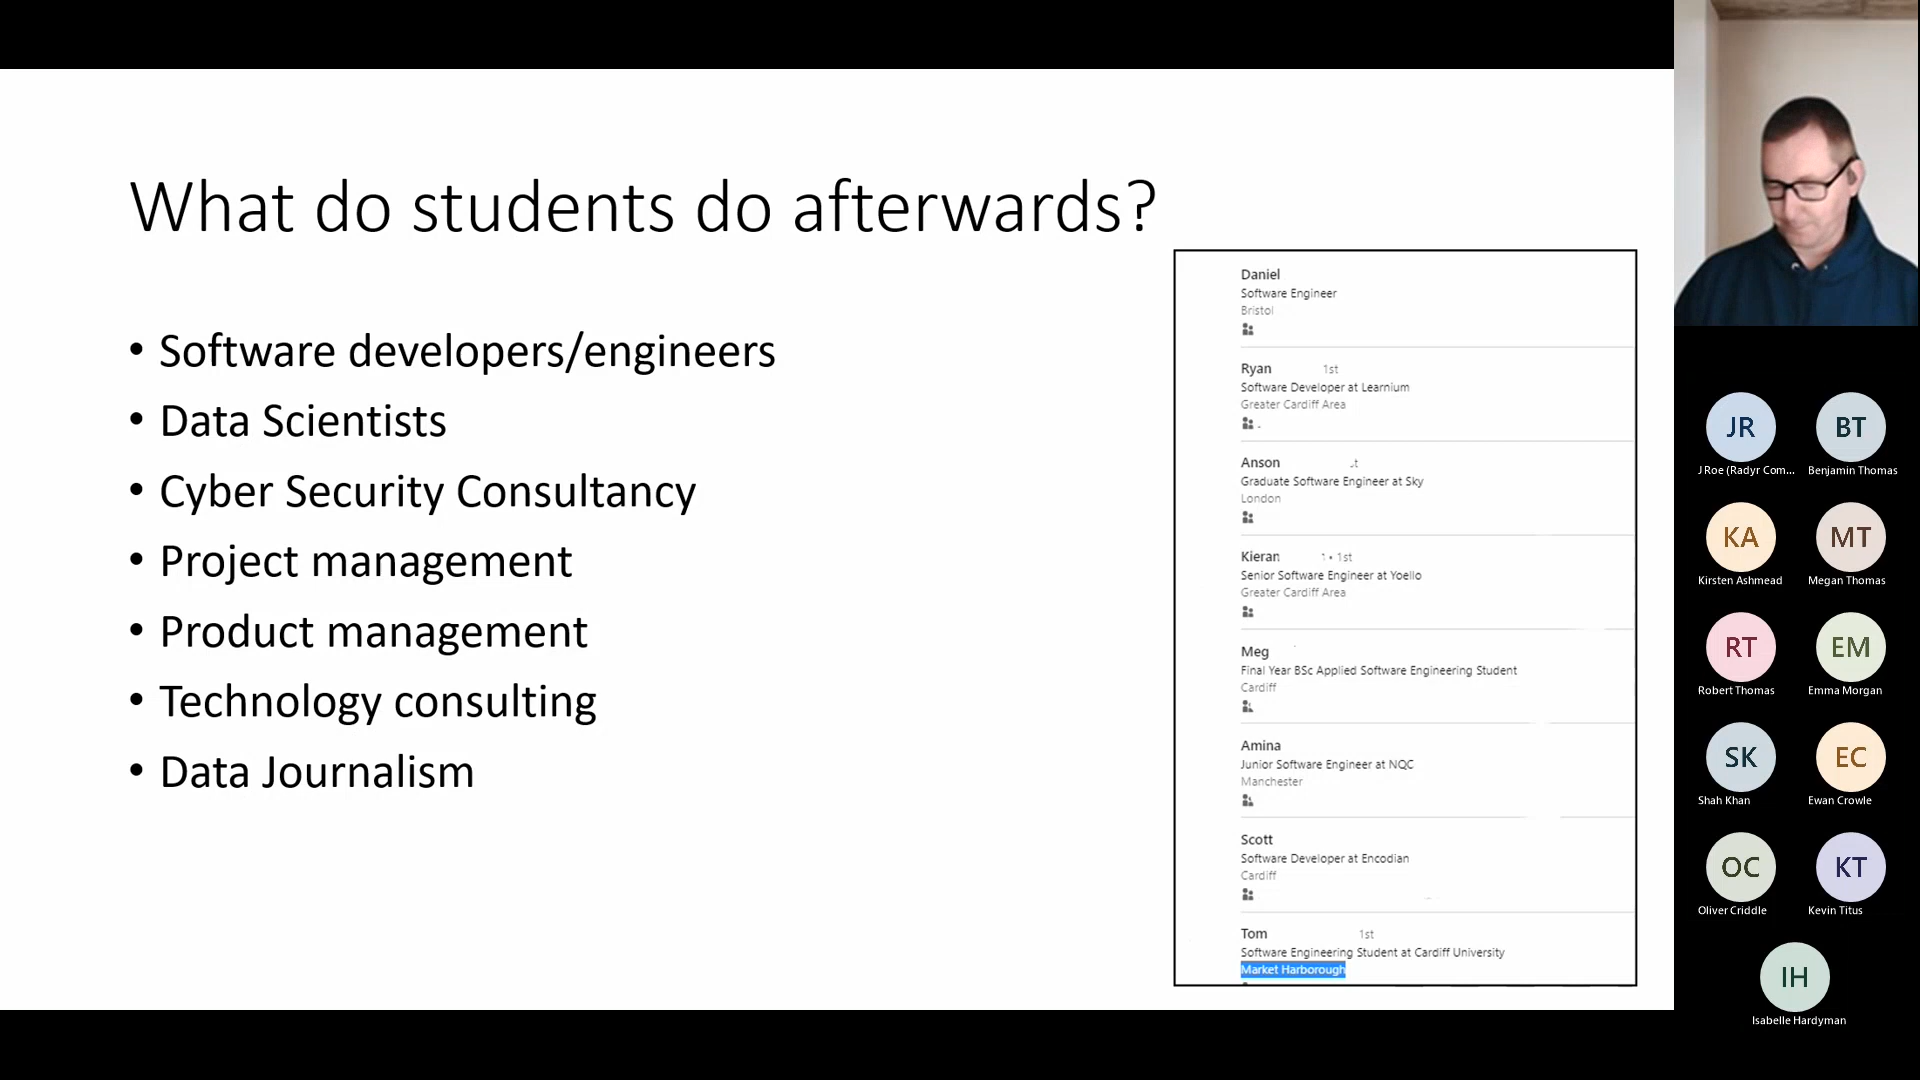 What do students do afterwards?
• Software developers/engineers
• Data Scientists
• Cyber Security Consultancy
• Project management
• Product management
• Technology consulting
• Data Journalism
Daniel
Software Engineer
Bristol
Ryan 1st
Software Developer at Learnium
Greater Cardiff Area
Anson
Graduate Software Engineer at Sky
London
Kieran • 1st
Senior Software Engineer at Yoello
Greater Cardiff Area
Meg
Final Year BSc Applied Software Engineering Student
Cardiff
Amina
Junior Software Engineer at NQC
Manchester
Scott
Software Developer at Encodian
Cardiff
Tom 1st
Software Engineering Student at Cardiff University
Market Harborough
JR BT
J Roe (Radyr Com... Benjamin Thomas
KA MT
Kirsten Ashmead Megan Thomas
RT EM
Robert Thomas Emma Morgan
SK EC
Shah Khan Ewan Crowle
OC KT
Oliver Criddle Kevin Titus
IH
Isabelle Hardyman